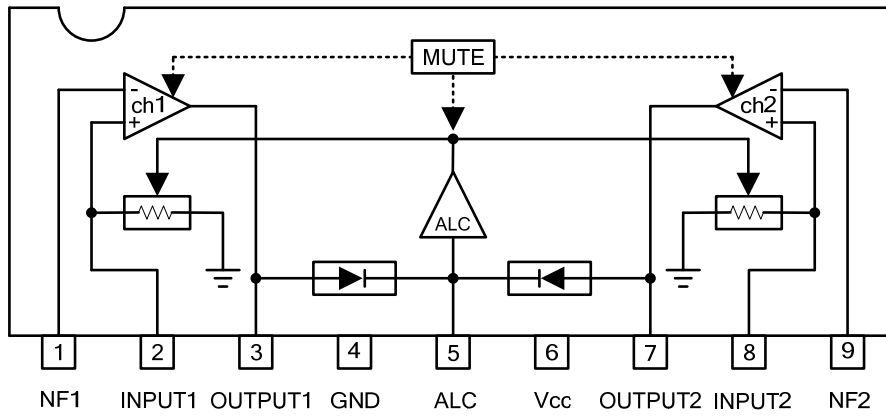 MUTE
- ch1 +
- ch2 +
ALC
1 2 3 4 5 6 7 8 9
NF1 INPUT1 OUTPUT1 GND ALC Vcc OUTPUT2 INPUT2 NF2